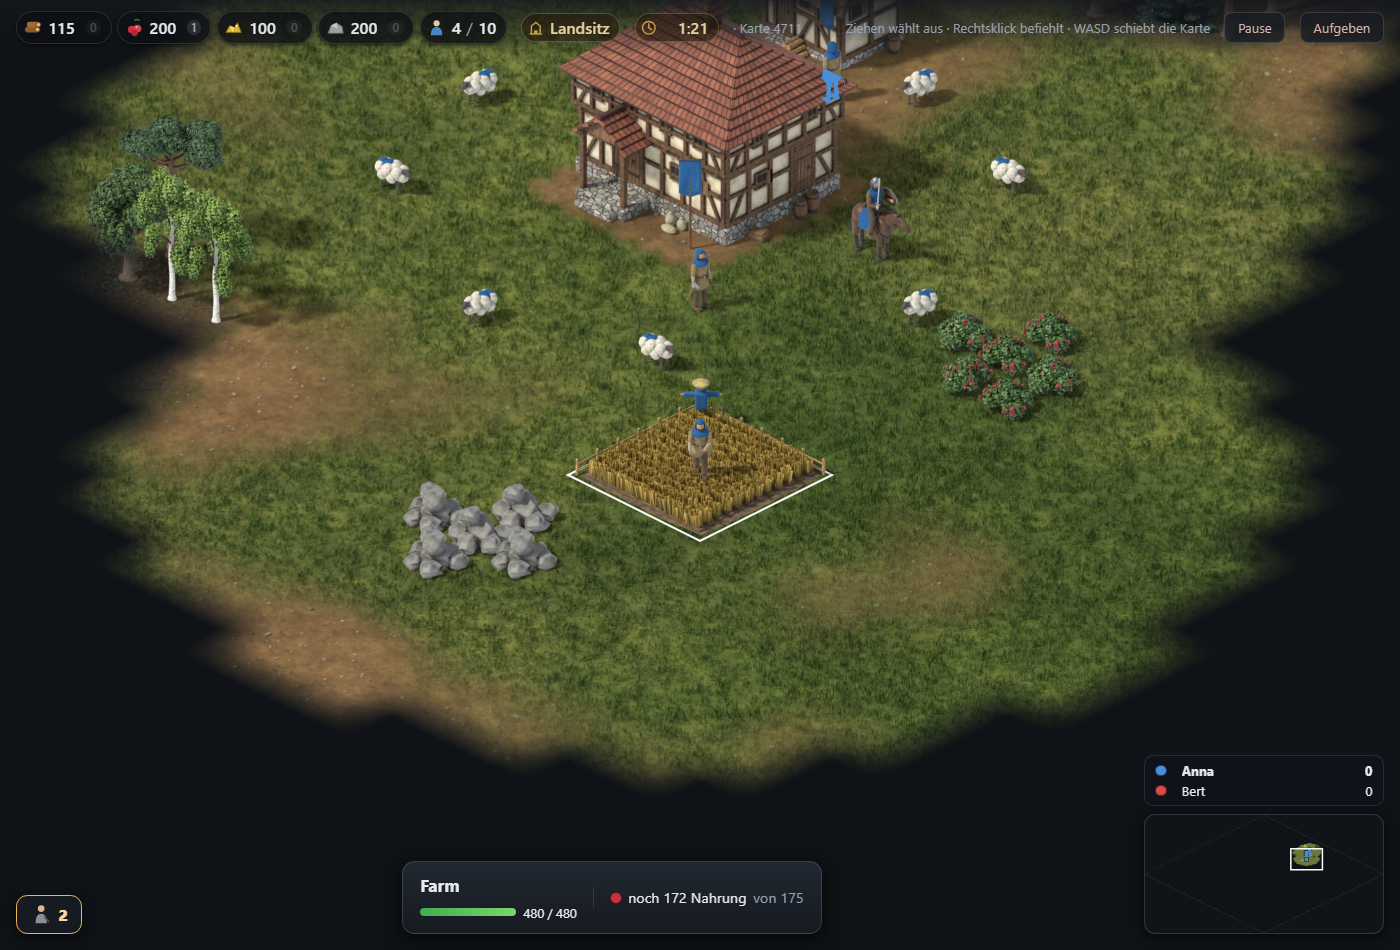 115 0 200 1 100 0 200 0 4 / 10 Landsitz 1:21 · Karte 4711 Ziehen wählt aus · Rechtsklick befiehlt · WASD schiebt die Karte Pause Aufgeben
Anna 0
Bert 0
Farm
480 / 480
noch 172 Nahrung von 175
2